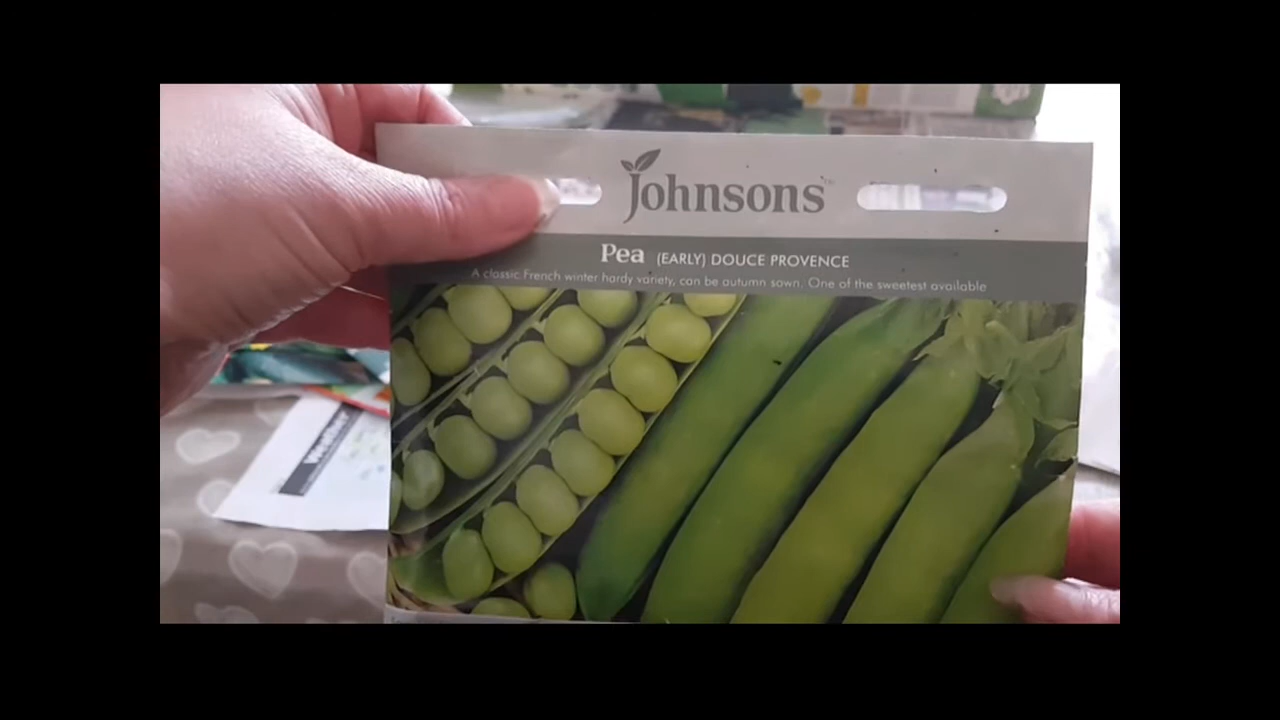 Johnsons
Pea (EARLY) DOUCE PROVENCE
A classic French winter hardy variety, can be autumn sown. One of the sweetest available